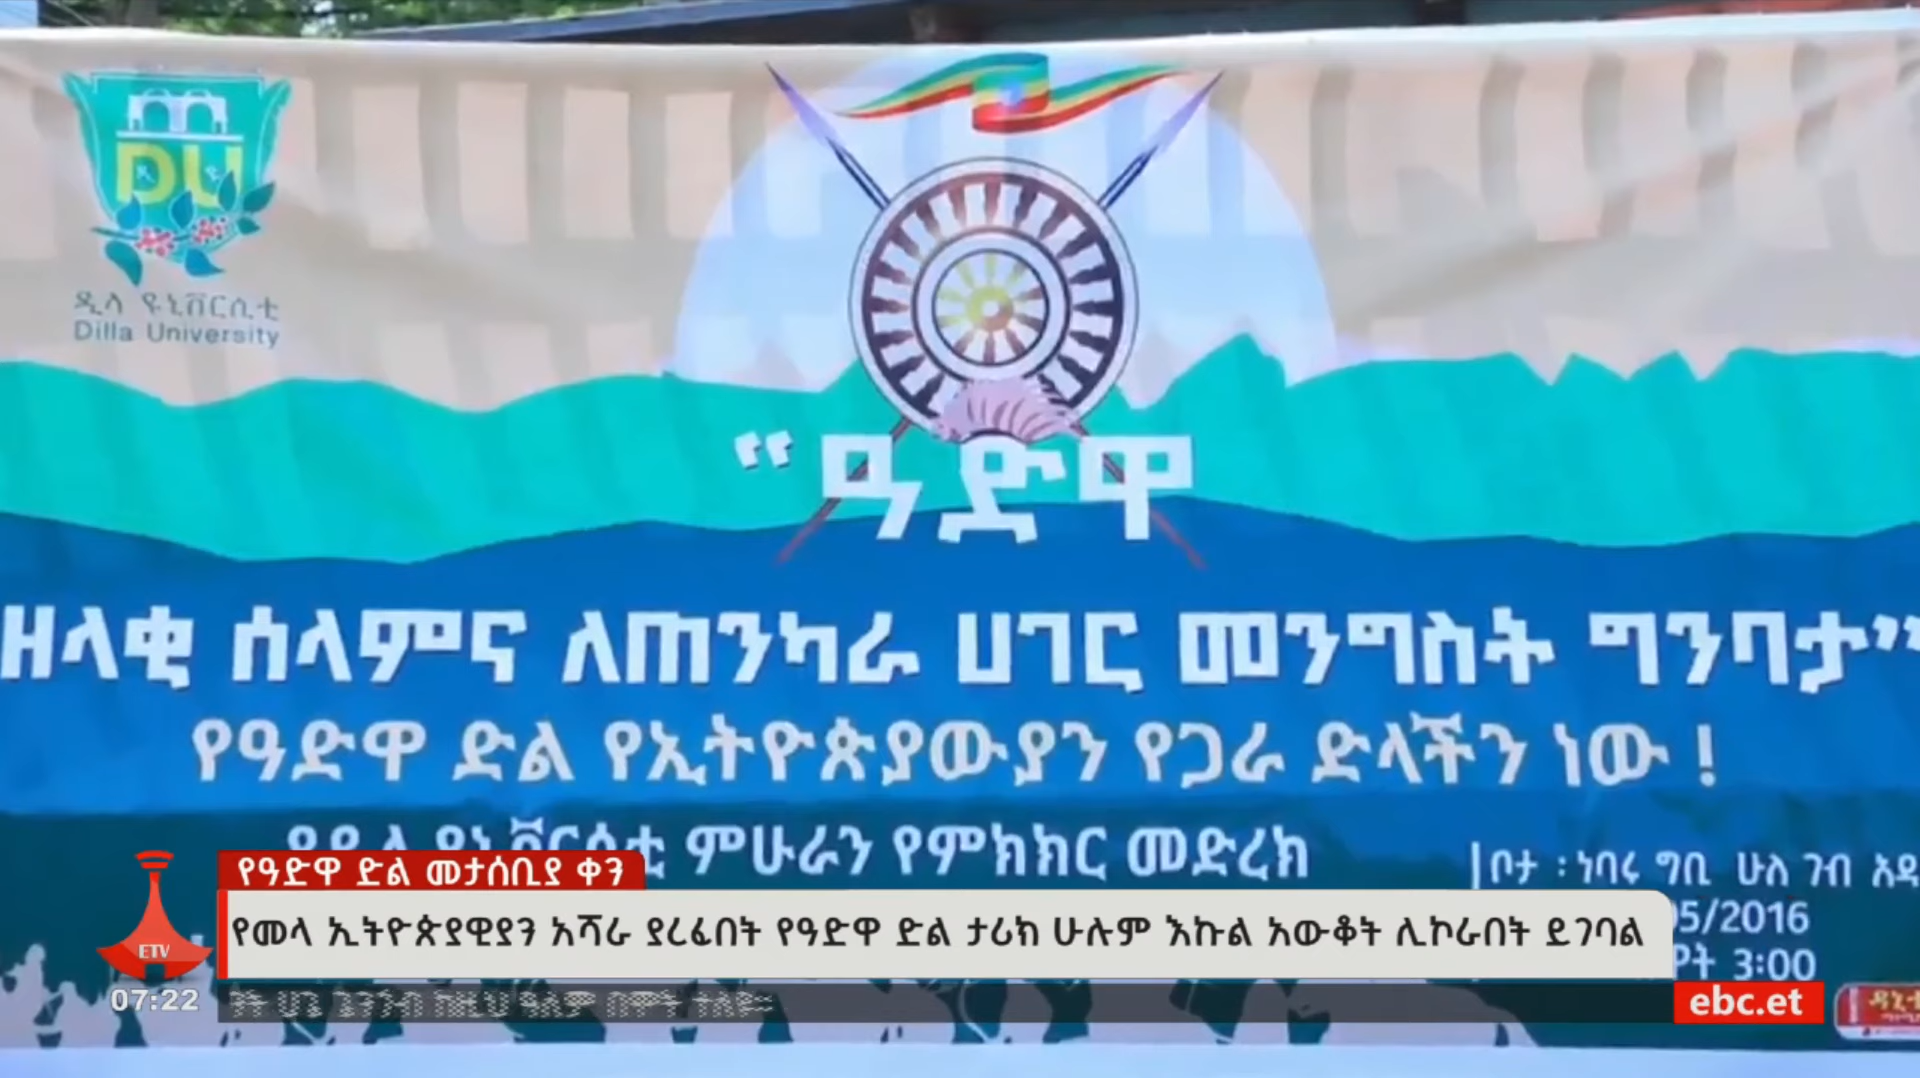 DU
ዲላ ዩኒቨርሲቲ
Dilla University
“ዓድዋ
ዘላቂ ሰላምና ለጠንካራ ሀገር መንግስት ግንባታ”
የዓድዋ ድል የኢትዮጵያውያን የጋራ ድላችን ነው !
ምሁራን የምክክር መድረክ
ቦታ : ነባሩ ግቢ ሁለ ገብ
05/2016
3:00
የዓድዋ ድል መታሰቢያ ቀን
የመላ ኢትዮጵያዊያን አሻራ ያረፈበት የዓድዋ ድል ታሪክ ሁሉም እኩል አውቆት ሊኮራበት ይገባል
ETV
07:22
ebc.et